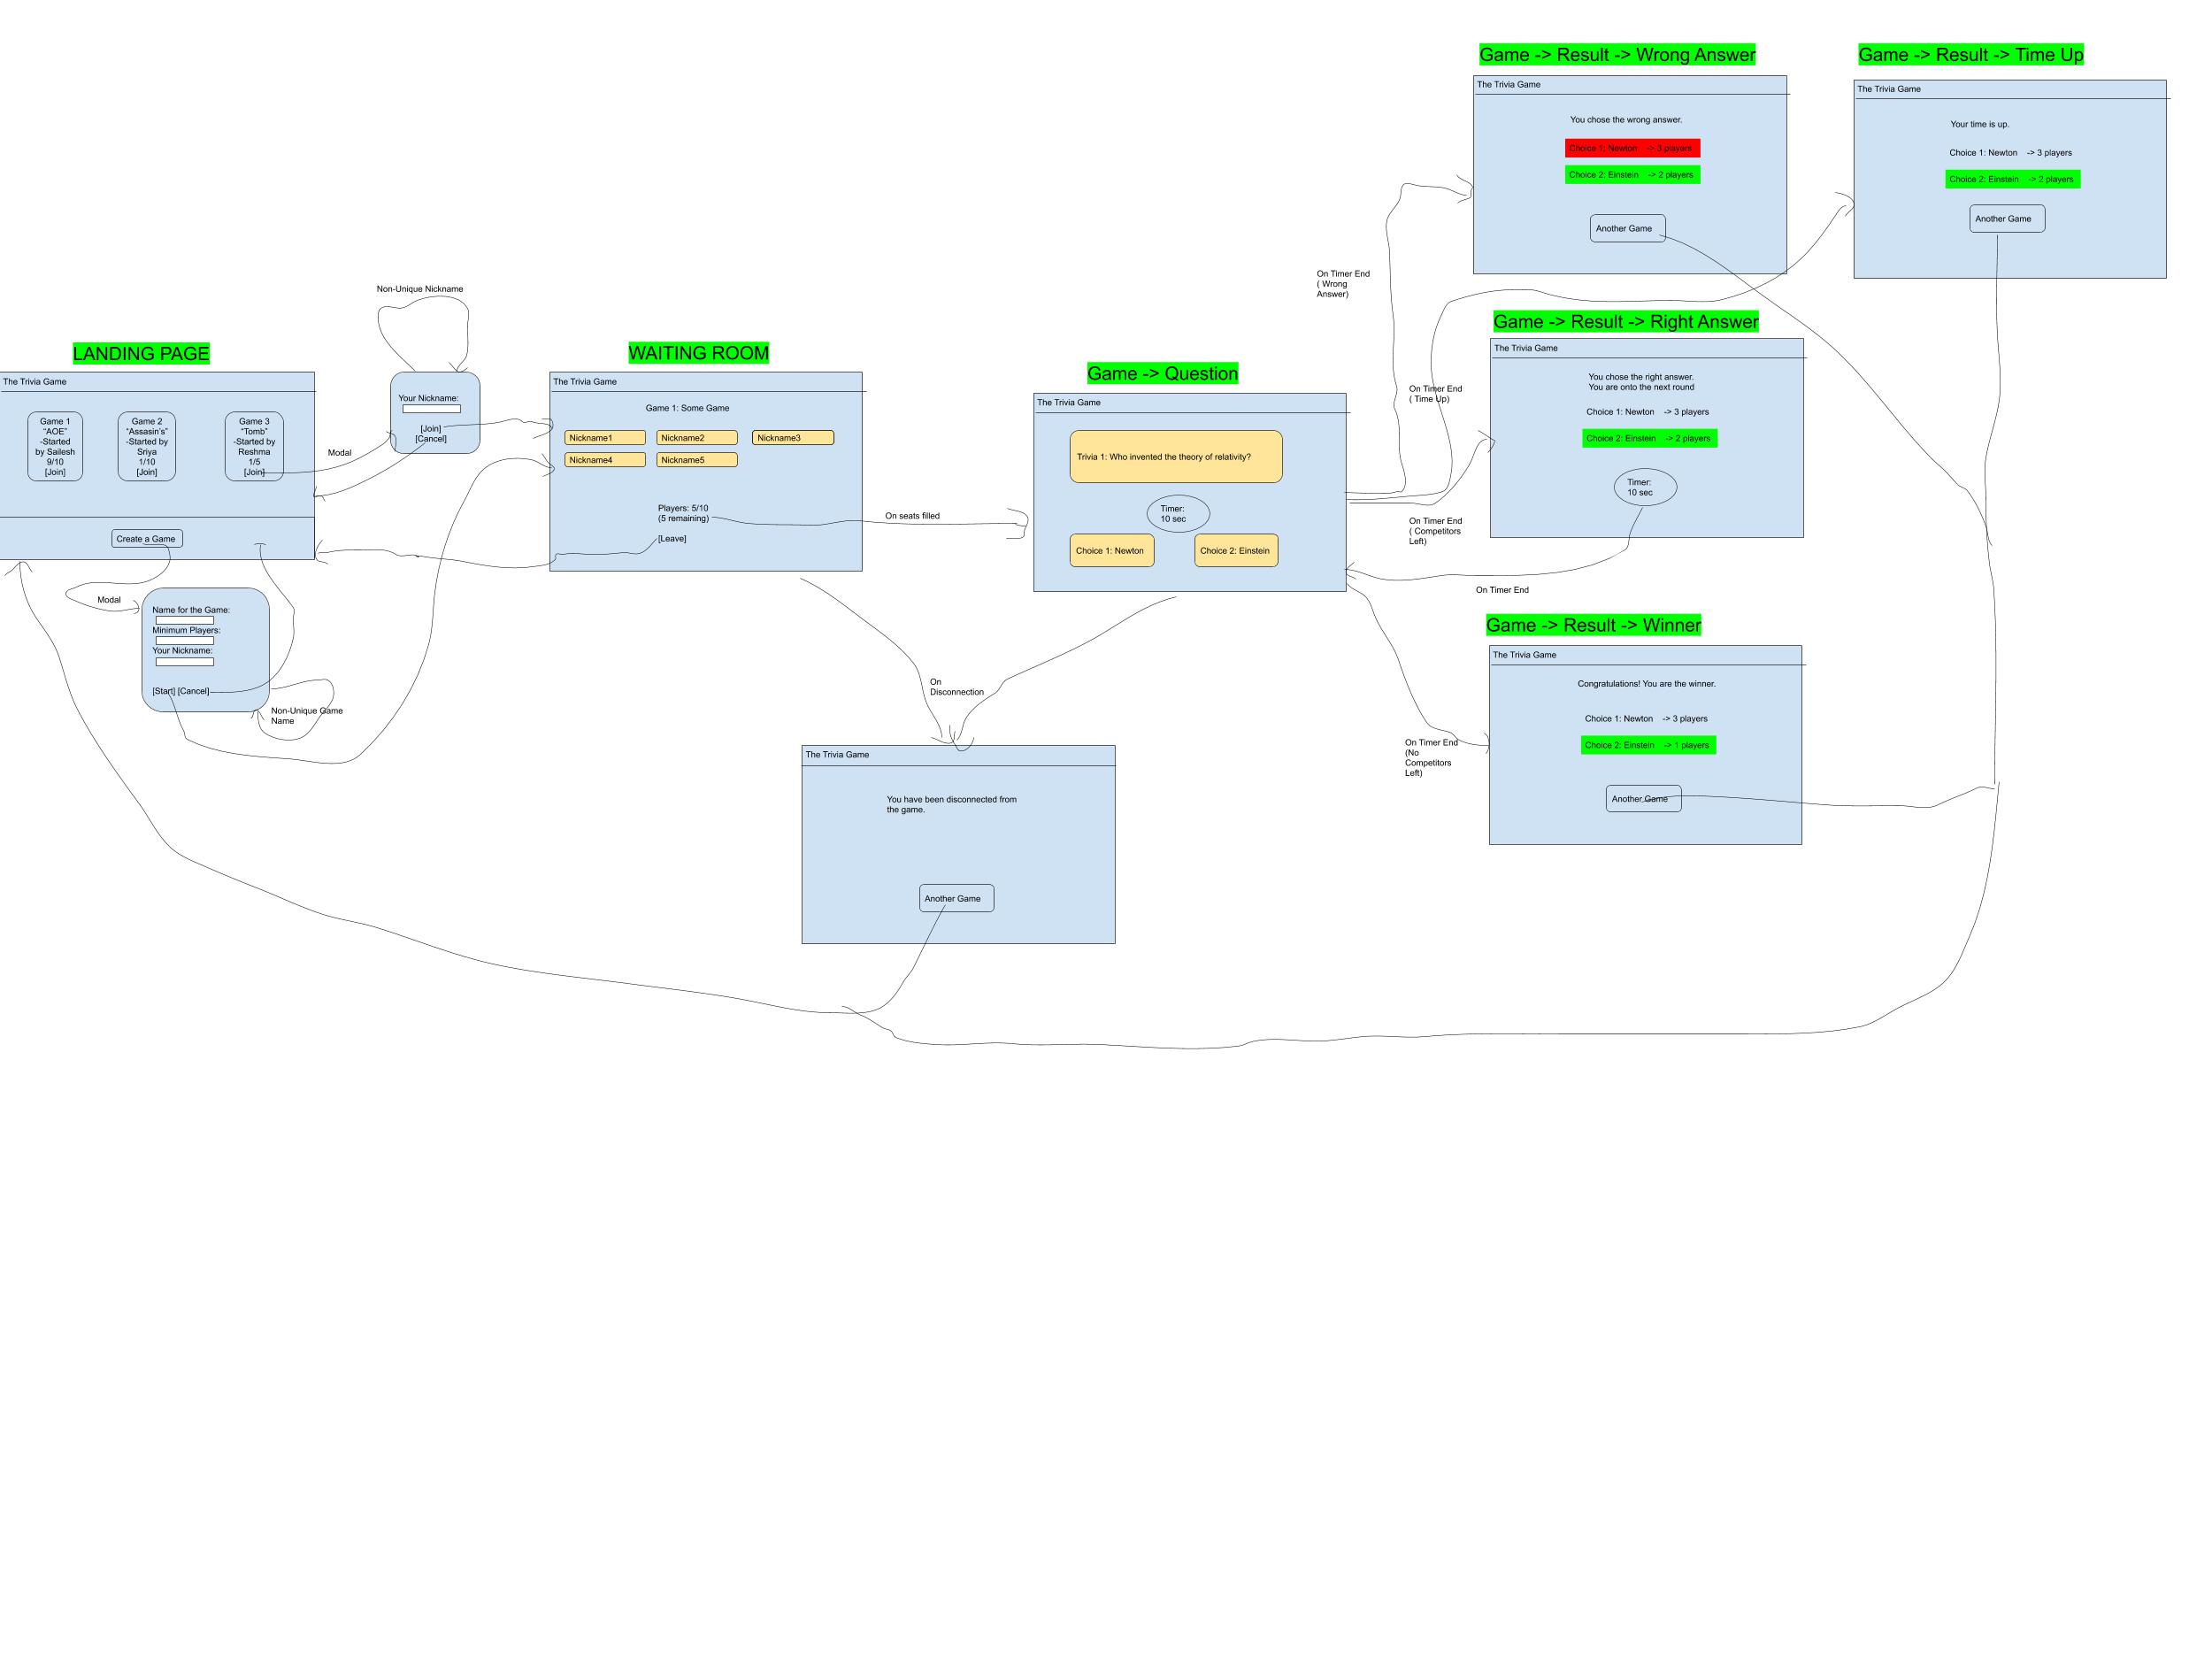 Game -> Result -> Wrong Answer
The Trivia Game
You chose the wrong answer.
Choice 1: Newton -> 3 players
Choice 2: Einstein -> 2 players
Another Game
Game -> Result -> Time Up
The Trivia Game
Your time is up.
Choice 1: Newton -> 3 players
Choice 2: Einstein -> 2 players
Another Game
On Timer End
( Wrong
Answer)
Non-Unique Nickname
LANDING PAGE
The Trivia Game
Game 1
“AOE”
-Started
by Sailesh
9/10
[Join]
Game 2
“Assasin’s”
-Started by
Sriya
1/10
[Join]
Game 3
“Tomb”
-Started by
Reshma
1/5
[Join]
Create a Game
Modal
Your Nickname:
[Join]
[Cancel]
Modal
Name for the Game:
Minimum Players:
Your Nickname:
[Start] [Cancel]
Non-Unique Game
Name
WAITING ROOM
The Trivia Game
Game 1: Some Game
Nickname1
Nickname2
Nickname3
Nickname4
Nickname5
Players: 5/10
(5 remaining)
[Leave]
On seats filled
Game -> Question
The Trivia Game
Trivia 1: Who invented the theory of relativity?
Timer:
10 sec
Choice 1: Newton
Choice 2: Einstein
On Timer End
( Time Up)
On Timer End
( Competitors
Left)
Game -> Result -> Right Answer
The Trivia Game
You chose the right answer.
You are onto the next round
Choice 1: Newton -> 3 players
Choice 2: Einstein -> 2 players
Timer:
10 sec
On Timer End
Game -> Result -> Winner
The Trivia Game
Congratulations! You are the winner.
Choice 1: Newton -> 3 players
Choice 2: Einstein -> 1 players
Another Game
On Timer End
(No
Competitors
Left)
On
Disconnection
The Trivia Game
You have been disconnected from
the game.
Another Game